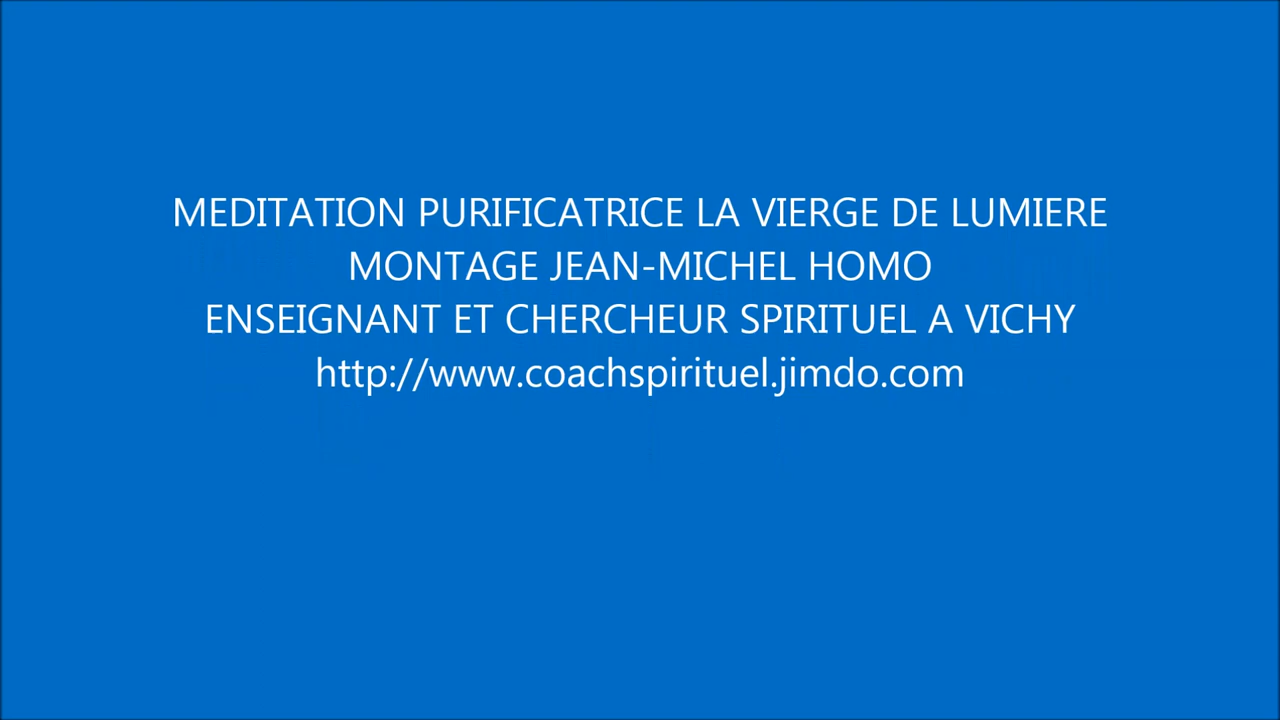 MEDITATION PURIFICATRICE LA VIERGE DE LUMIERE
MONTAGE JEAN-MICHEL HOMO
ENSEIGNANT ET CHERCHEUR SPIRITUEL A VICHY
http://www.coachspirituel.jimdo.com